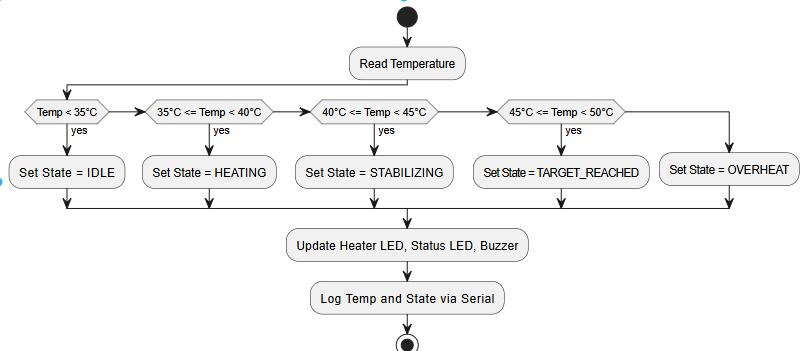 Read Temperature
Temp < 35°C
35°C <= Temp < 40°C
40°C <= Temp < 45°C
45°C <= Temp < 50°C
yes
yes
yes
yes
Set State = IDLE
Set State = HEATING
Set State = STABILIZING
Set State = TARGET_REACHED
Set State = OVERHEAT
Update Heater LED, Status LED, Buzzer
Log Temp and State via Serial